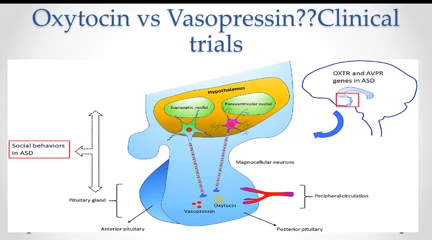 Oxytocin vs Vasopressin??Clinical
trials
OXTR and AVPR
genes in ASD
Hypothalamus
Supraoptic nuclei
Paraventricular nuclei
Social behaviors
in ASD
Magnocellular neurons
Pituitary gland
Vasopressin
Oxytocin
Peripheral circulation
Anterior pituitary
Posterior pituitary